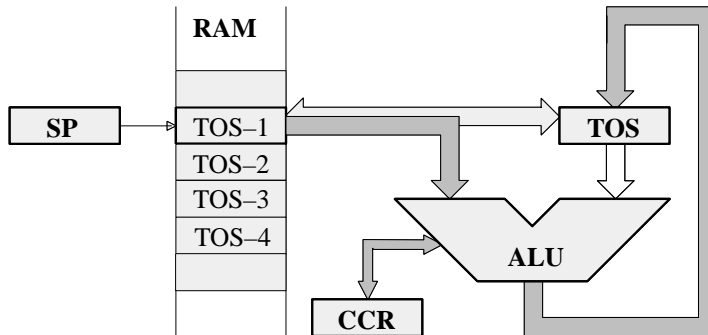 RAM
SP
TOS–1
TOS
TOS–2
TOS–3
TOS–4
ALU
CCR